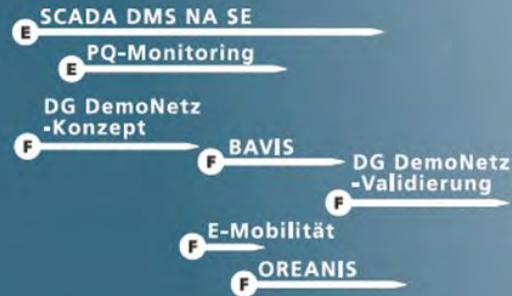 SCADA DMS NA SE
E
PQ-Monitoring
E
DG DemoNetz
-Konzept
F
BAVIS
F
DG DemoNetz
-Validierung
F
E-Mobilität
F
OREANIS
F